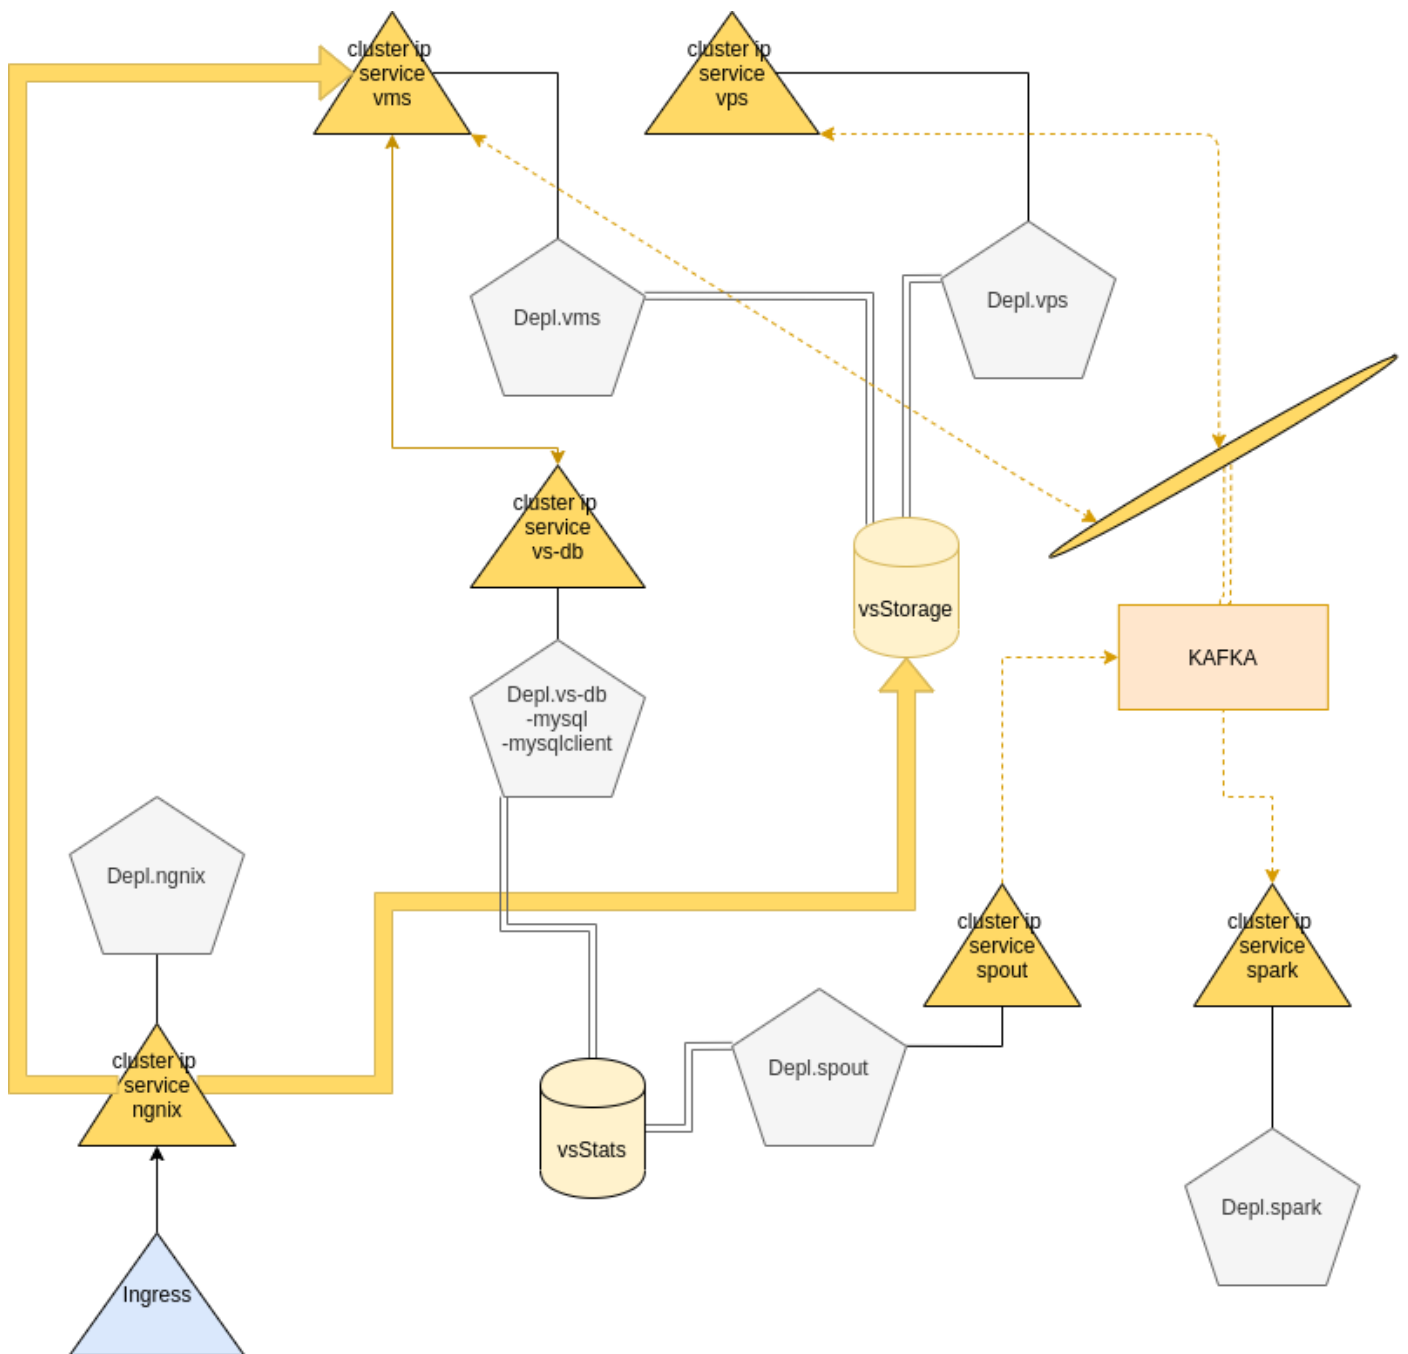 cluster ip
service
vms
cluster ip
service
vps
Depl.vms
Depl.vps
cluster ip
service
vs-db
vsStorage
KAFKA
Depl.vs-db
-mysql
-mysqlclient
Depl.ngnix
cluster ip
service
spout
cluster ip
service
spark
cluster ip
service
ngnix
Depl.spout
vsStats
Depl.spark
Ingress